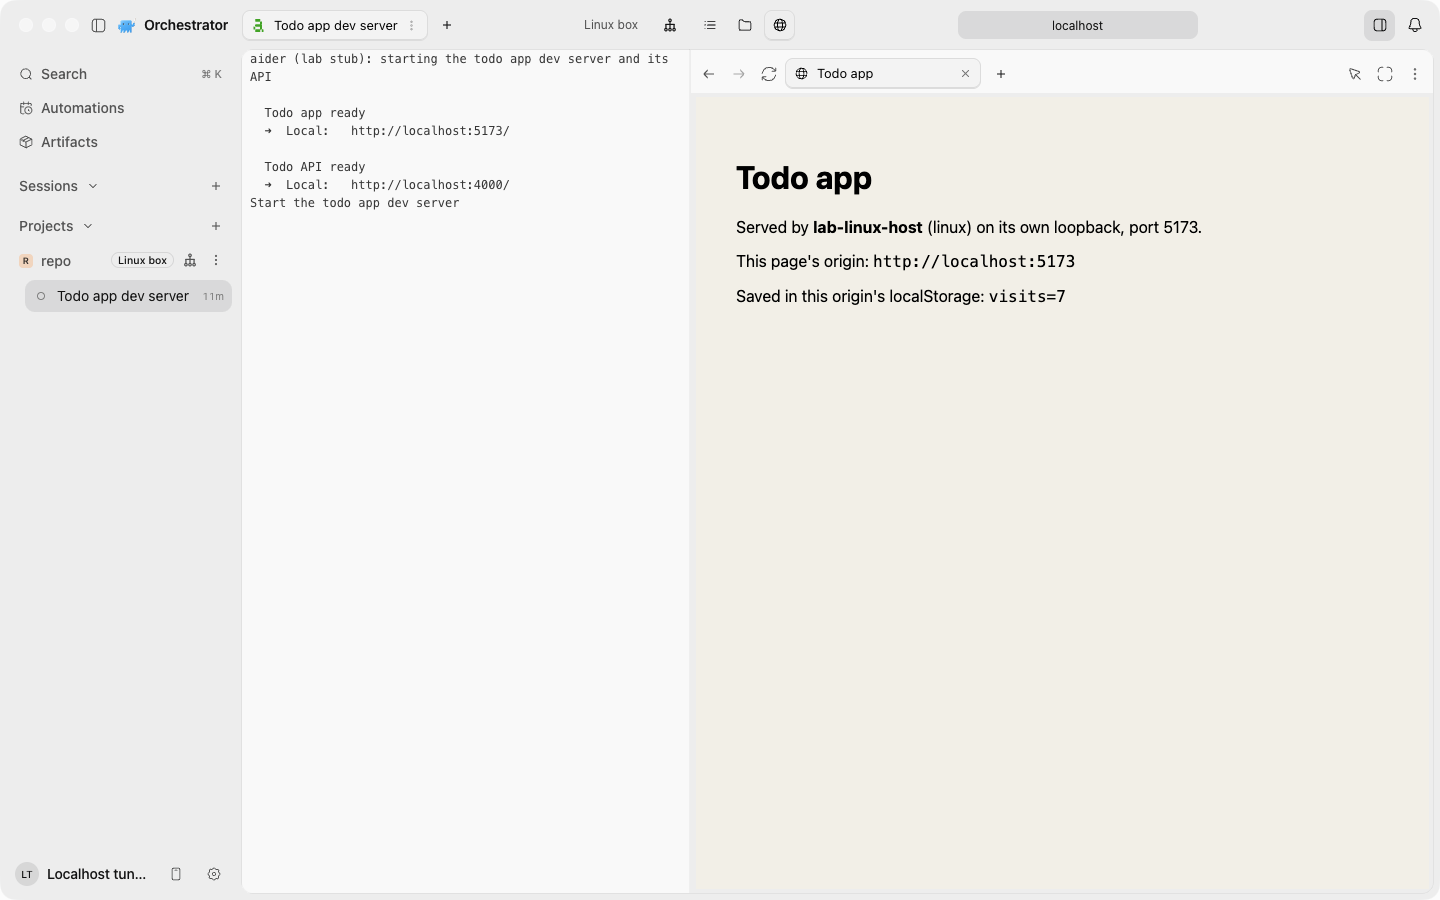 Orchestrator
Todo app dev server
Linux box
localhost
Search
⌘ K
Automations
Artifacts
Sessions
Projects
R
repo
Linux box
Todo app dev server
11m
LT
Localhost tun...
aider (lab stub): starting the todo app dev server and its
API
Todo app ready
➜ Local: http://localhost:5173/
Todo API ready
➜ Local: http://localhost:4000/
Start the todo app dev server
Todo app
Todo app
Served by lab-linux-host (linux) on its own loopback, port 5173.
This page's origin: http://localhost:5173
Saved in this origin's localStorage: visits=7